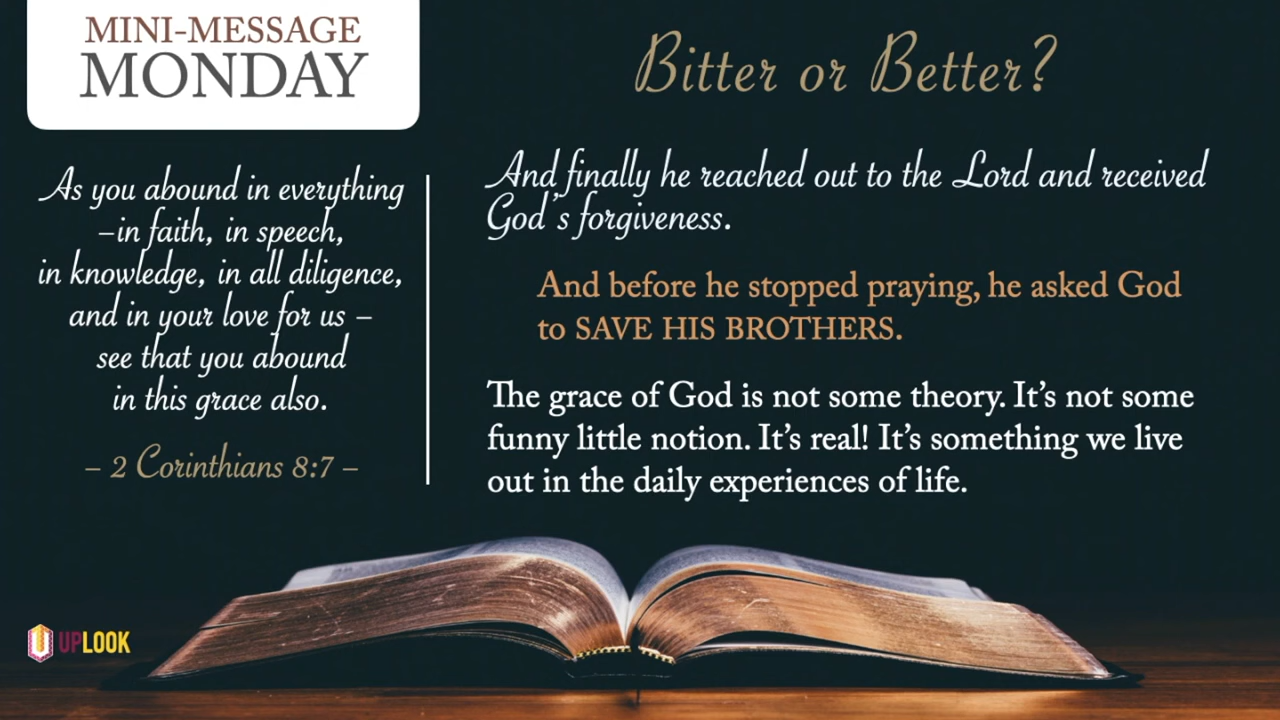 MINI-MESSAGE
MONDAY
As you abound in everything
–in faith, in speech,
in knowledge, in all diligence,
and in your love for us –
see that you abound
in this grace also.
– 2 Corinthians 8:7 –
Bitter or Better?
And finally he reached out to the Lord and received
God's forgiveness.
And before he stopped praying, he asked God
to SAVE HIS BROTHERS.
The grace of God is not some theory. It's not some
funny little notion. It's real! It's something we live
out in the daily experiences of life.
UPLOOK